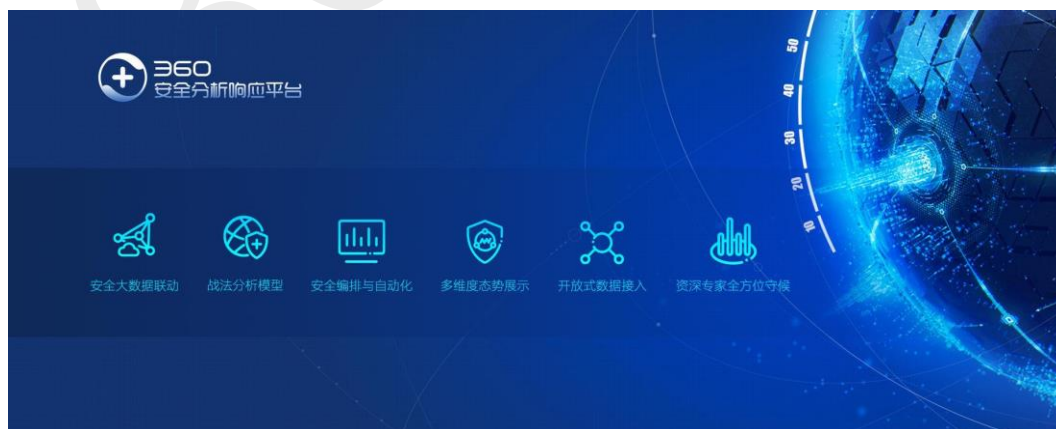 360
安全分析响应平台
安全大数据联动
战法分析模型
安全编排与自动化
多维度态势展示
开放式数据接入
资深专家全方位守候
50
40
30
20
10